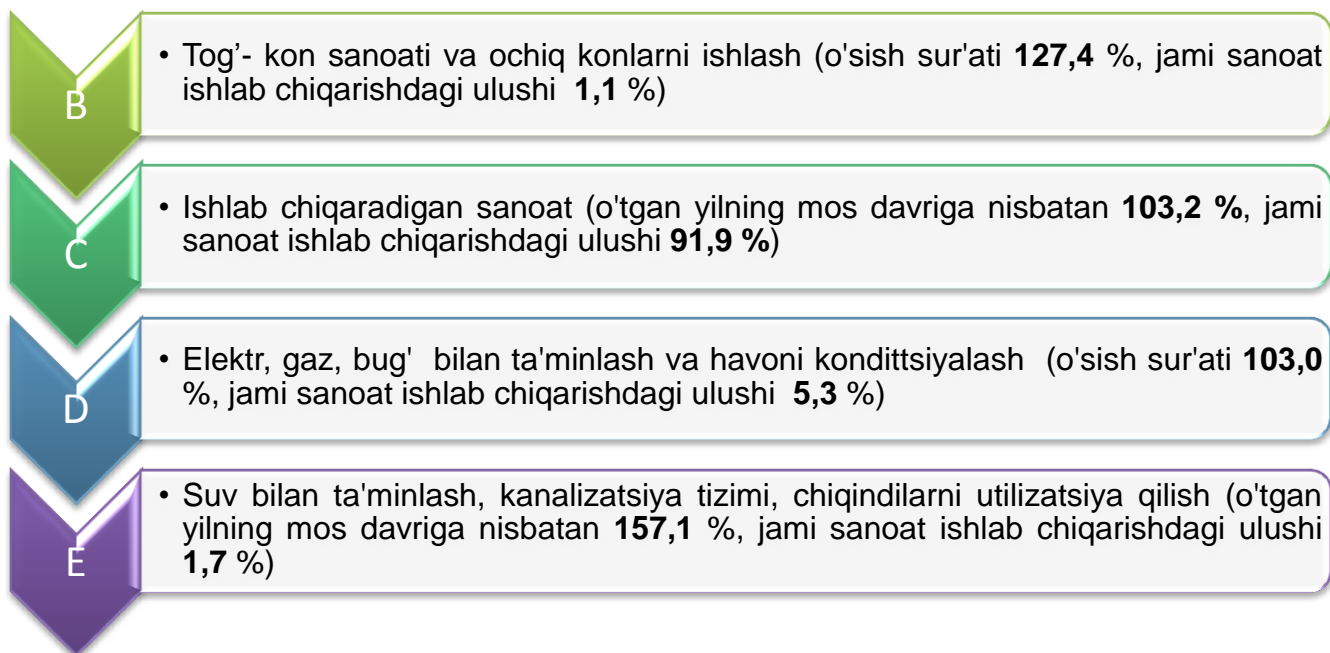 B
• Tog’- kon sanoati va ochiq konlarni ishlash (o'sish sur'ati 127,4 %, jami sanoat
ishlab chiqarishdagi ulushi 1,1 %)
C
• Ishlab chiqaradigan sanoat (o'tgan yilning mos davriga nisbatan 103,2 %, jami
sanoat ishlab chiqarishdagi ulushi 91,9 %)
D
• Elektr, gaz, bug' bilan ta'minlash va havoni kondittsiyalash (o'sish sur'ati 103,0
%, jami sanoat ishlab chiqarishdagi ulushi 5,3 %)
E
• Suv bilan ta'minlash, kanalizatsiya tizimi, chiqindilarni utilizatsiya qilish (o'tgan
yilning mos davriga nisbatan 157,1 %, jami sanoat ishlab chiqarishdagi ulushi
1,7 %)